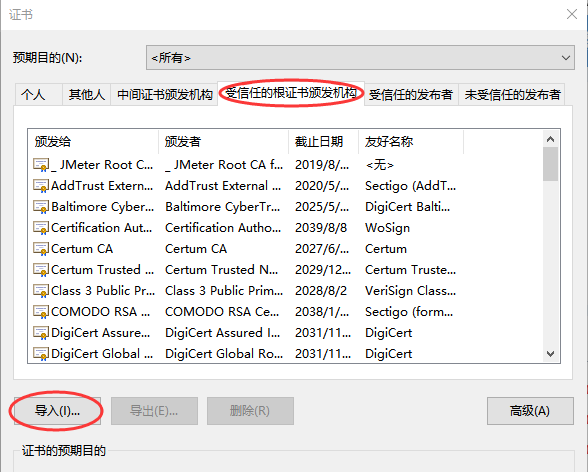 证书
预期目的(N): <所有>
个人 其他人 中间证书颁发机构 受信任的根证书颁发机构 受信任的发布者 未受信任的发布者
颁发给 颁发者 截止日期 友好名称
_ JMeter Root C... _ JMeter Root CA f... 2019/8/... <无>
AddTrust Extern... AddTrust External ... 2020/5/... Sectigo (AddT...
Baltimore Cyber... Baltimore CyberTr... 2025/5/... DigiCert Balti...
Certification Aut... Certification Autho... 2039/8/8 WoSign
Certum CA Certum CA 2027/6/... Certum
Certum Trusted ... Certum Trusted N... 2029/12... Certum Truste...
Class 3 Public Pr... Class 3 Public Prim... 2028/8/2 VeriSign Class...
COMODO RSA ... COMODO RSA Ce... 2038/1/... Sectigo (form...
DigiCert Assure... DigiCert Assured I... 2031/11... DigiCert
DigiCert Global ... DigiCert Global Ro... 2031/11... DigiCert
导入(I)... 导出(E)... 删除(R) 高级(A)
证书的预期目的